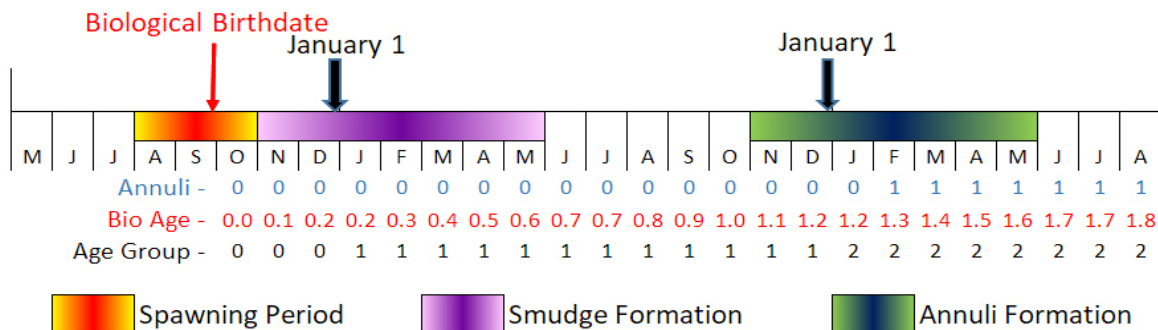 Biological Birthdate
January 1
January 1
M J J A S O N D J F M A M J J A S O N D J F M A M J J A
Annuli - 0 0 0 0 0 0 0 0 0 0 0 0 0 0 0 0 1 1 1 1 1 1 1
Bio Age - 0.0 0.1 0.2 0.2 0.3 0.4 0.5 0.6 0.7 0.7 0.8 0.9 1.0 1.1 1.2 1.2 1.3 1.4 1.5 1.6 1.7 1.7 1.8
Age Group - 0 0 0 1 1 1 1 1 1 1 1 1 1 1 1 2 2 2 2 2 2 2 2
Spawning Period Smudge Formation Annuli Formation